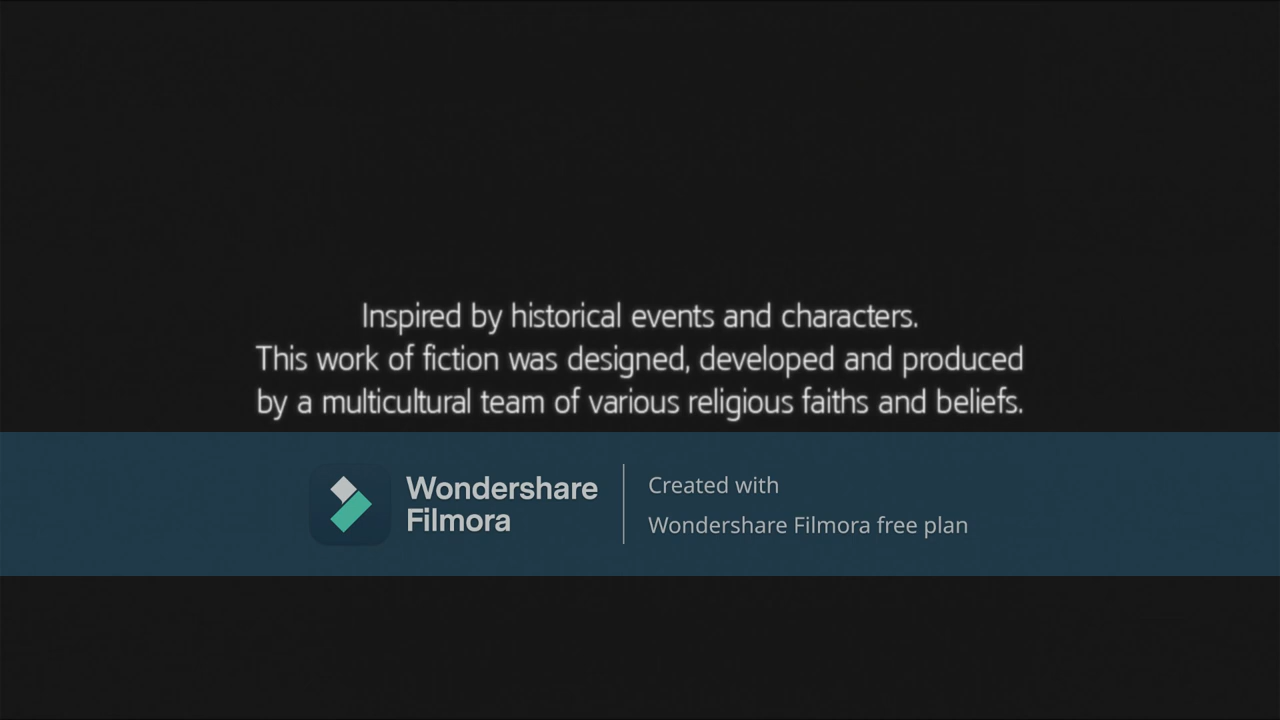 Inspired by historical events and characters.
This work of fiction was designed, developed and produced
by a multicultural team of various religious faiths and beliefs.
Wondershare
Filmora
Created with
Wondershare Filmora free plan